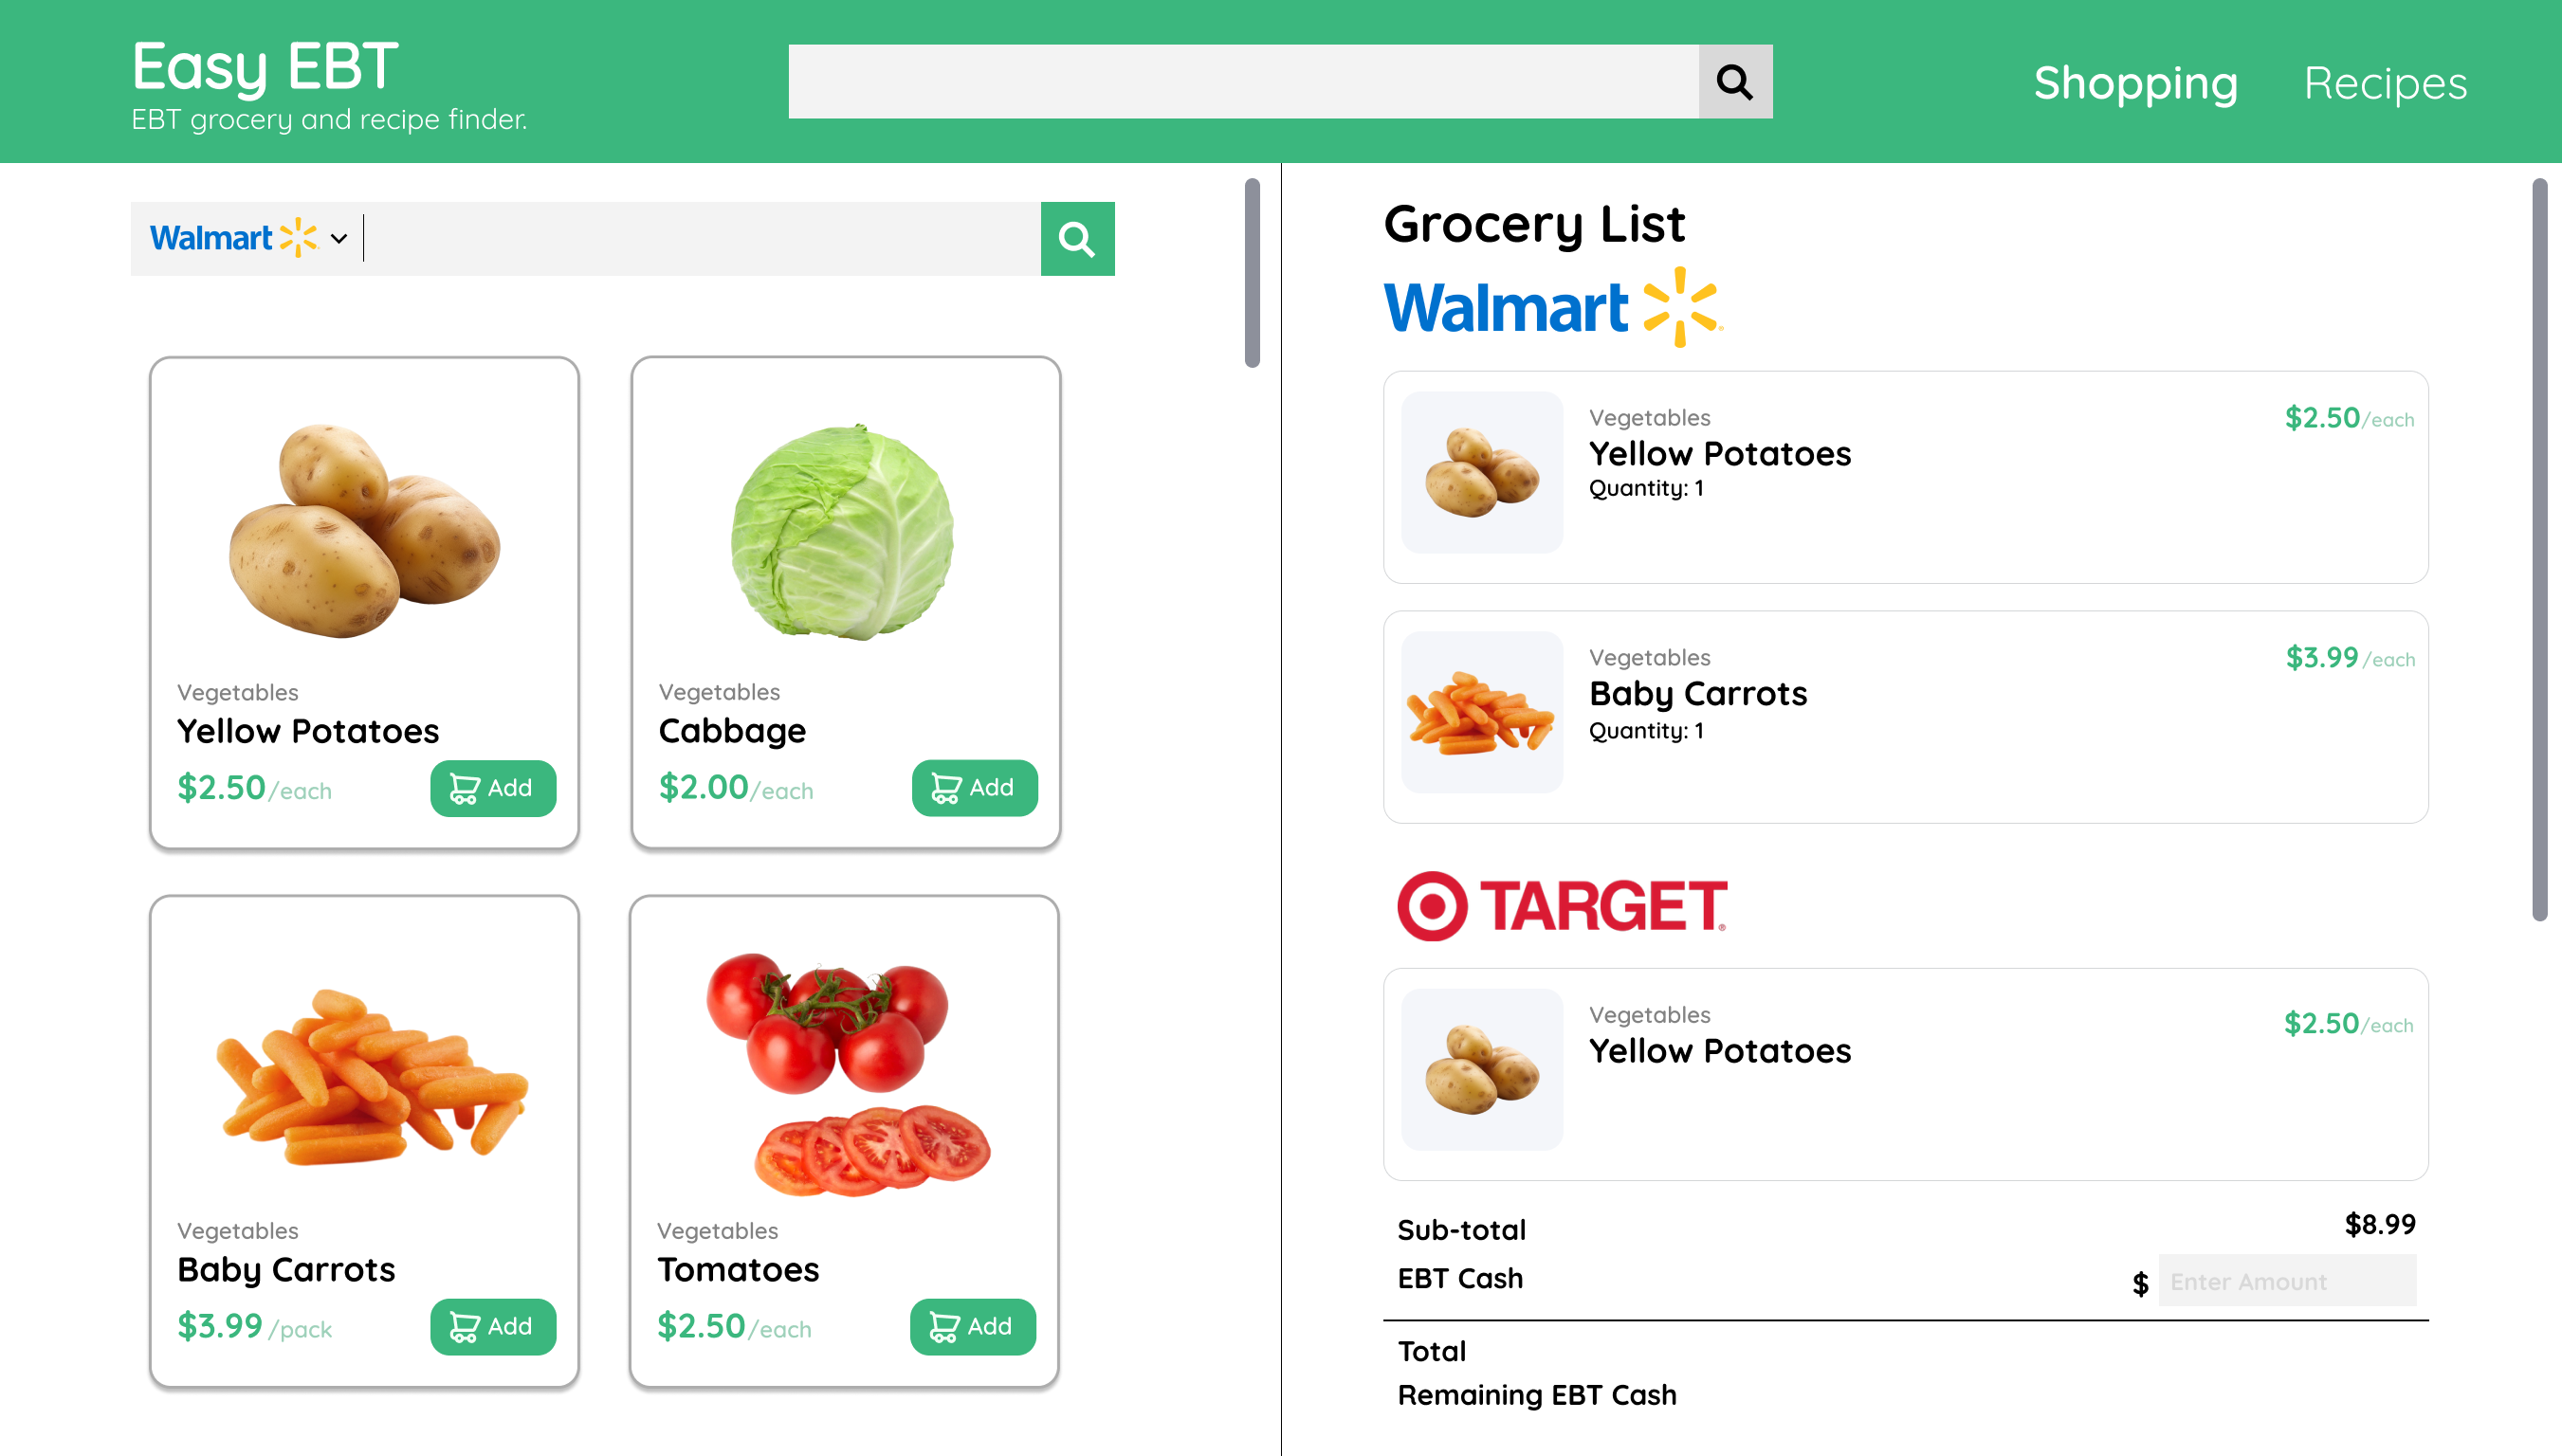 Easy EBT
EBT grocery and recipe finder.
Shopping
Recipes
Walmart
Vegetables
Yellow Potatoes
$2.50/each
Add
Vegetables
Cabbage
$2.00/each
Add
Vegetables
Baby Carrots
$3.99 /pack
Add
Vegetables
Tomatoes
$2.50/each
Add
Grocery List
Walmart
Vegetables
Yellow Potatoes
Quantity: 1
$2.50/each
Vegetables
Baby Carrots
Quantity: 1
$3.99 /each
TARGET
Vegetables
Yellow Potatoes
$2.50/each
Sub-total
$8.99
EBT Cash
$ Enter Amount
Total
Remaining EBT Cash